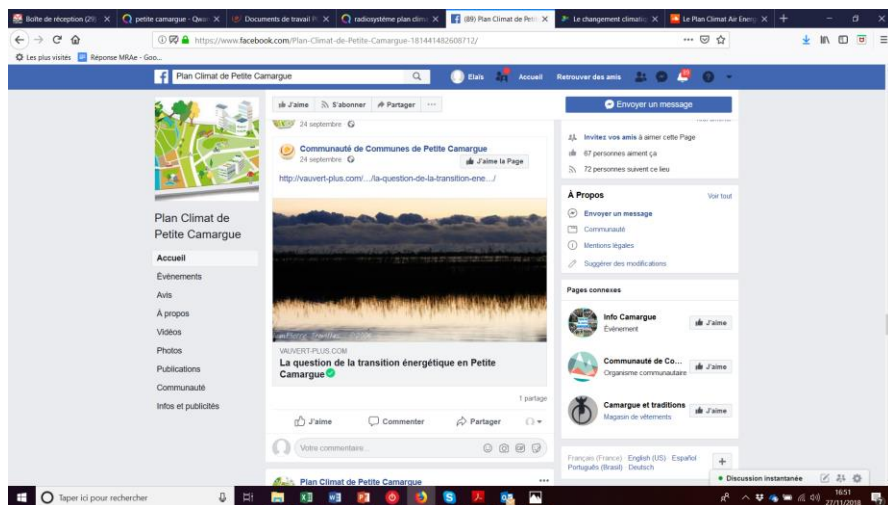 Boîte de réception (29)
petite camargue - Qwan
Documents de travail P
radiosystème plan clima
(89) Plan Climat de Petit
Le changement climatiq
Le Plan Climat Air Energ
https://www.facebook.com/Plan-Climat-de-Petite-Camargue-181441482608712/
Les plus visités
Réponse MRAe - Goo...
Plan Climat de Petite Camargue
Elais
Accueil
Retrouver des amis
J'aime
S'abonner
Partager
Envoyer un message
24 septembre
Communauté de Communes de Petite Camargue
24 septembre
J'aime la Page
http://vauvert-plus.com/.../la-question-de-la-transition-ene.../
VAUVERT-PLUS.COM
La question de la transition énergétique en Petite
Camargue
1 partage
J'aime
Commenter
Partager
Votre commentaire...
Plan Climat de Petite Camargue
Plan Climat de
Petite Camargue
Accueil
Événements
Avis
À propos
Vidéos
Photos
Publications
Communauté
Infos et publicités
Invitez vos amis à aimer cette Page
67 personnes aiment ça
72 personnes suivent ce lieu
À Propos
Voir tout
Envoyer un message
Communauté
Mentions légales
Suggérer des modifications
Pages connexes
Info Camargue
Évènement
J'aime
Communauté de Co...
Organisme communautaire
J'aime
Camargue et traditions
Magasin de vêtements
J'aime
Français (France) · English (US) · Español
Português (Brasil) · Deutsch
Discussion instantanée
Taper ici pour rechercher
16:51
27/11/2018